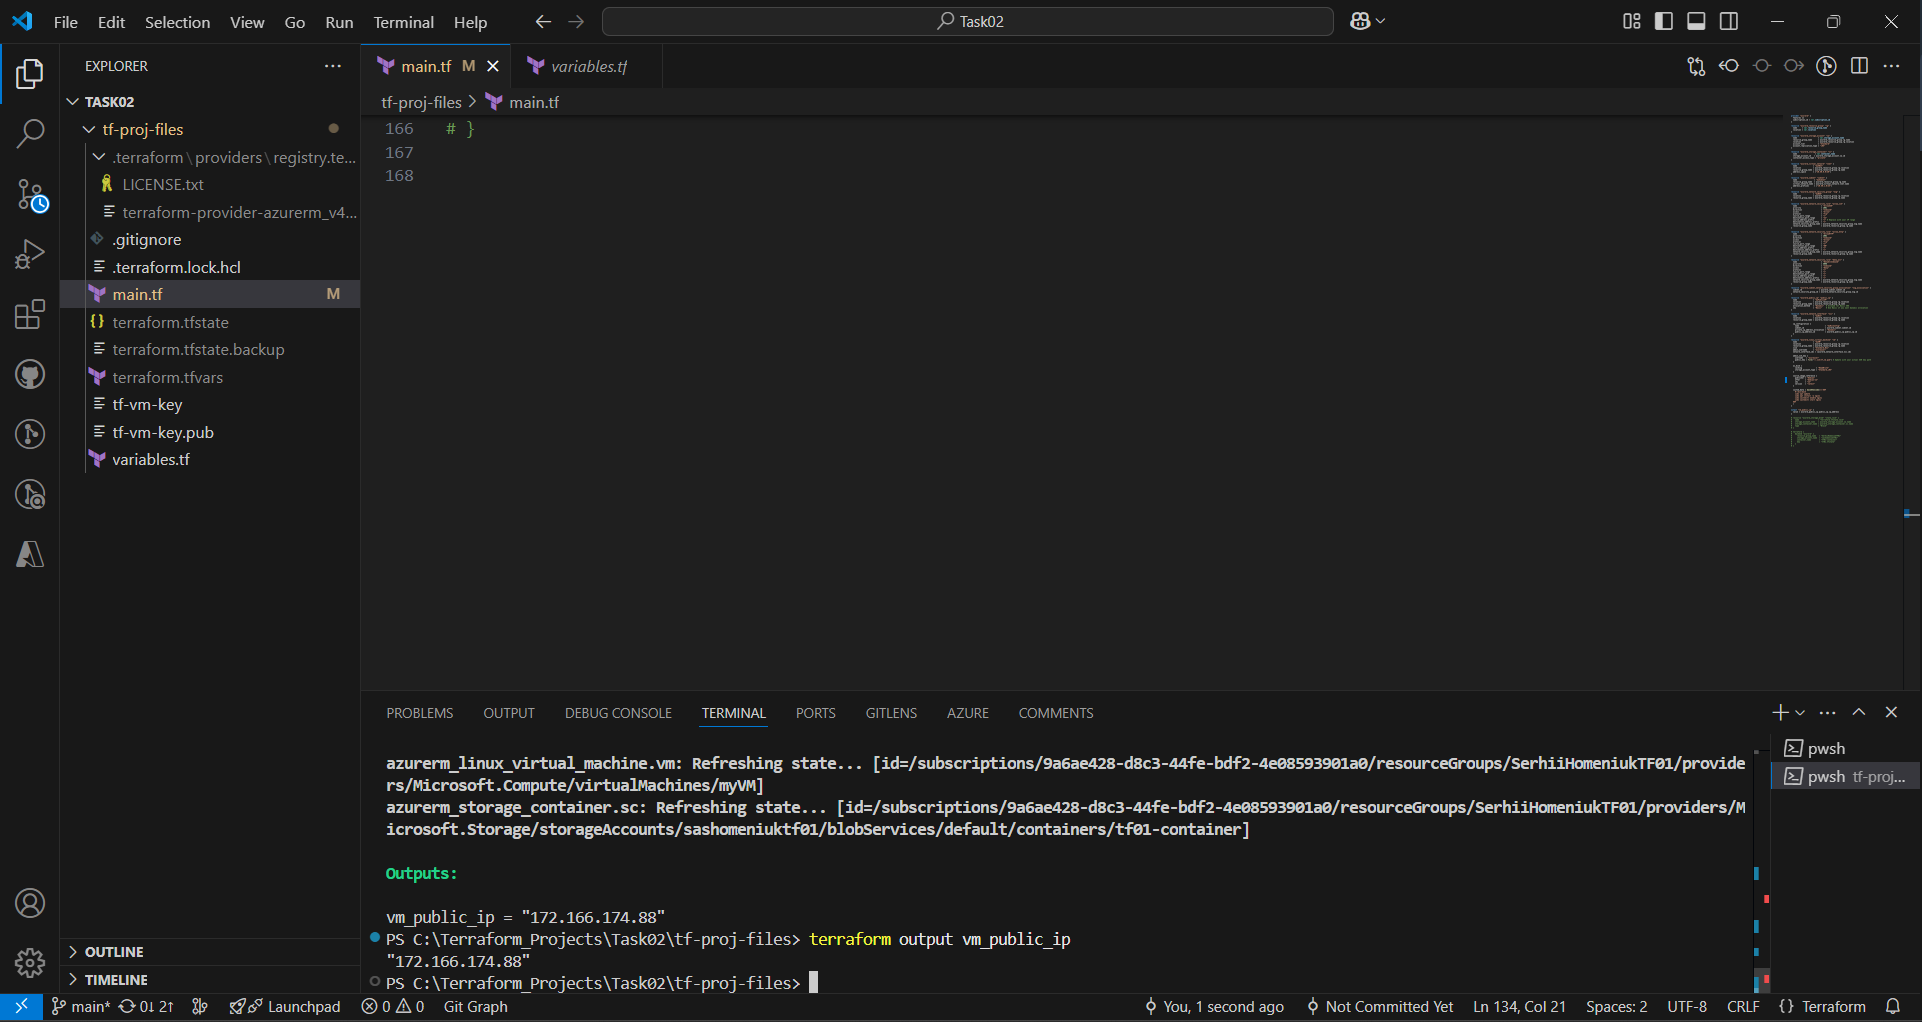 File Edit Selection View Go Run Terminal Help
Task02
EXPLORER
TASK02
tf-proj-files
.terraform\providers\registry.te...
LICENSE.txt
terraform-provider-azurerm_v4...
.gitignore
.terraform.lock.hcl
main.tf M
terraform.tfstate
terraform.tfstate.backup
terraform.tfvars
tf-vm-key
tf-vm-key.pub
variables.tf
OUTLINE
TIMELINE
main.tf M
variables.tf
tf-proj-files > main.tf
166 # }
167
168
PROBLEMS OUTPUT DEBUG CONSOLE TERMINAL PORTS GITLENS AZURE COMMENTS
azurerm_linux_virtual_machine.vm: Refreshing state... [id=/subscriptions/9a6ae428-d8c3-44fe-bdf2-4e08593901a0/resourceGroups/SerhiiHomeniukTF01/provide
rs/Microsoft.Compute/virtualMachines/myVM]
azurerm_storage_container.sc: Refreshing state... [id=/subscriptions/9a6ae428-d8c3-44fe-bdf2-4e08593901a0/resourceGroups/SerhiiHomeniukTF01/providers/M
icrosoft.Storage/storageAccounts/sashomeniuktf01/blobServices/default/containers/tf01-container]
Outputs:
vm_public_ip = "172.166.174.88"
PS C:\Terraform_Projects\Task02\tf-proj-files> terraform output vm_public_ip
"172.166.174.88"
PS C:\Terraform_Projects\Task02\tf-proj-files>
pwsh
pwsh tf-proj...
main* 0↓ 2↑ Launchpad 0 0 Git Graph
You, 1 second ago Not Committed Yet Ln 134, Col 21 Spaces: 2 UTF-8 CRLF {} Terraform